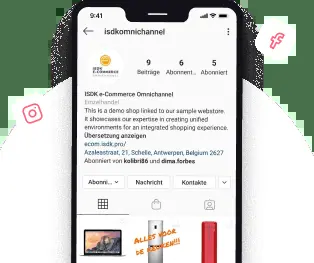 9:41
isdkomnichannel
ISDK
E-COMMERCE
9 6 5
Beiträge Abonnent... Abonniert
ISDK e-Commerce Omnichannel
Einzelhandel
This is a demo shop linked to our sample webstore.
It showcases our expertise in creating unified
environments for an integrated shopping experience.
Übersetzung anzeigen
ecom.isdk.pro/
Azaleastraat, 21, Schelle, Antwerpen, Belgium 2627
Abonniert von kolibri86 und dima.forbes
Abonni... Nachricht Kontakte
ALLES VOOR